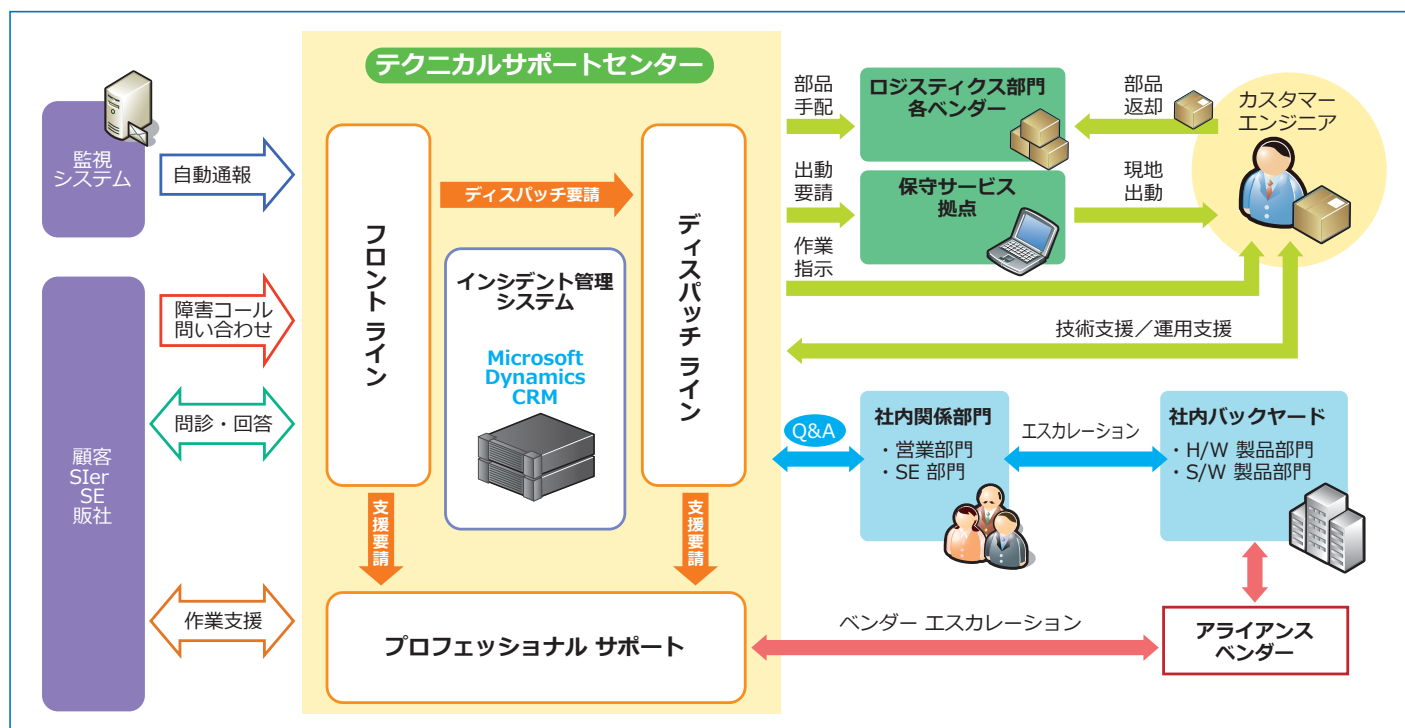 テクニカルサポートセンター
監視
システム
自動通報
障害コール
問い合わせ
問診・回答
顧客
SIer
SE
販社
作業支援
フロント ライン
ディスパッチ要請
インシデント管理
システム
Microsoft
Dynamics
CRM
ディスパッチ ライン
支援要請
支援要請
プロフェッショナル サポート
部品
手配
ロジスティクス部門
各ベンダー
部品
返却
カスタマー
エンジニア
出動
要請
保守サービス
拠点
現地
出動
作業
指示
技術支援／運用支援
Q&A
社内関係部門
・営業部門
・SE 部門
エスカレーション
社内バックヤード
・H/W 製品部門
・S/W 製品部門
ベンダー エスカレーション
アライアンス
ベンダー